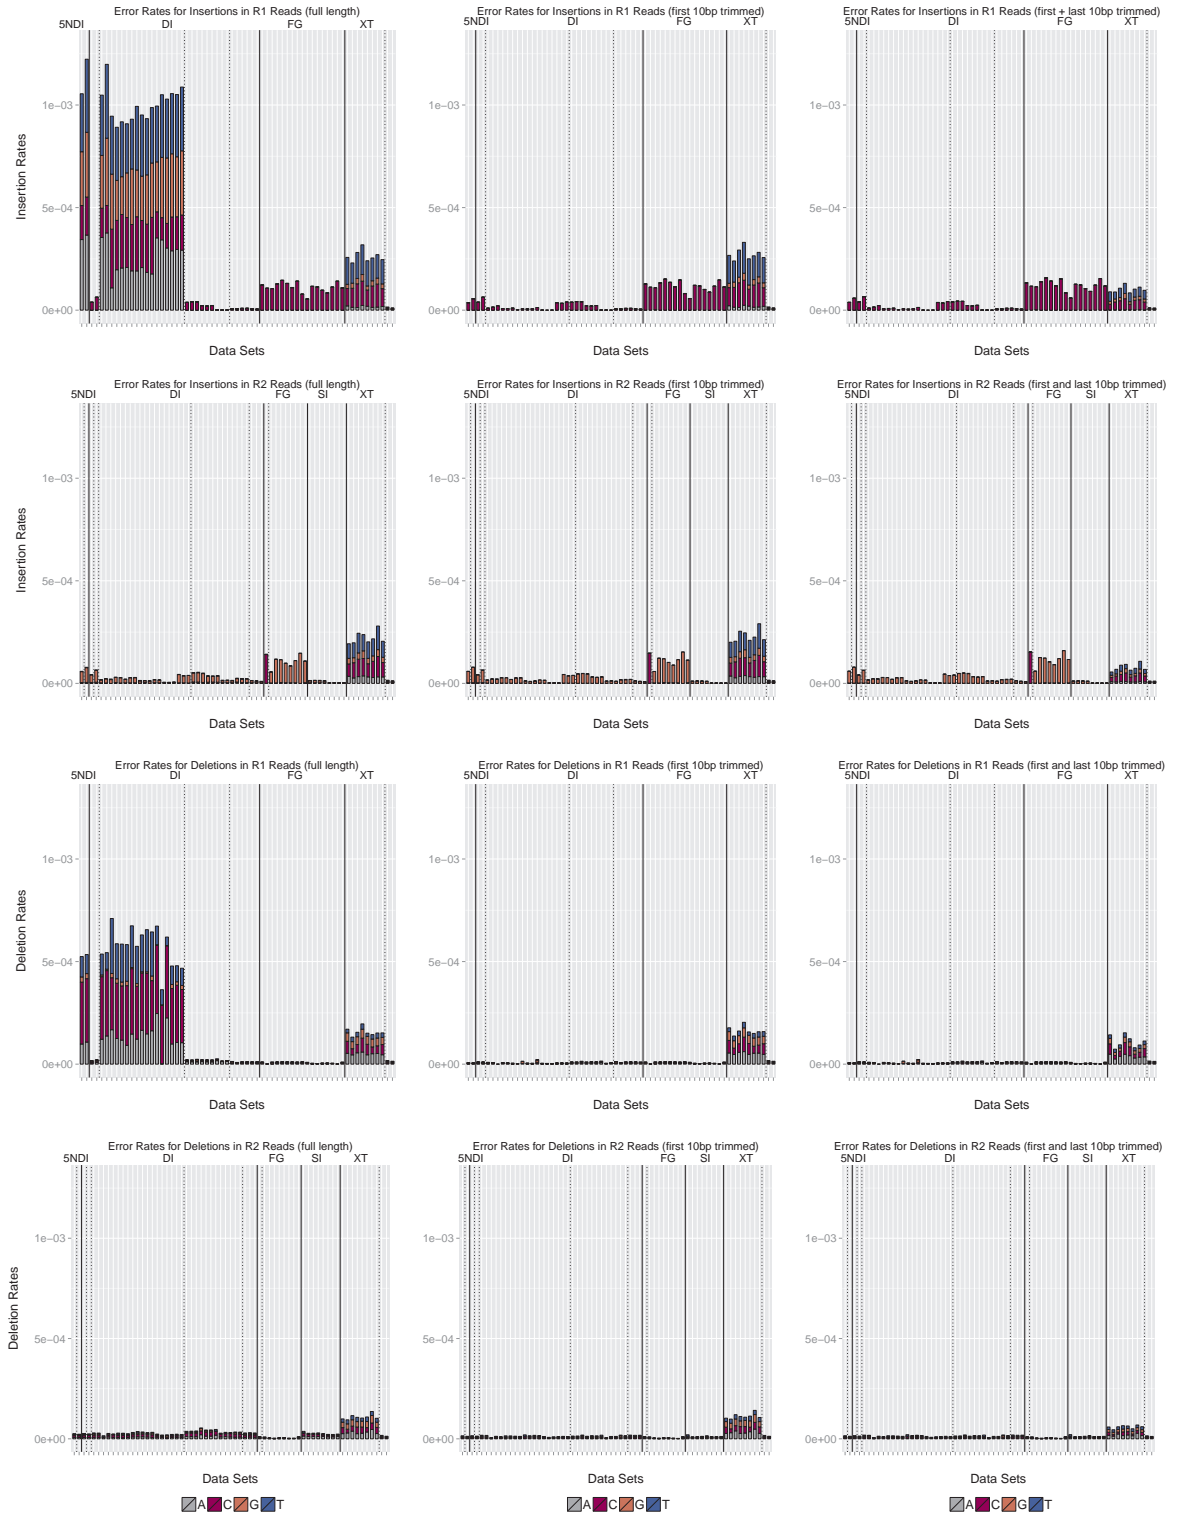 Error Rates for Insertions in R1 Reads (full length)
5NDI DI FG XT
1e−03
5e−04
0e+00
Insertion Rates
Data Sets
Error Rates for Insertions in R1 Reads (first 10bp trimmed)
5NDI DI FG XT
1e−03
5e−04
0e+00
Data Sets
Error Rates for Insertions in R1 Reads (first + last 10bp trimmed)
5NDI DI FG XT
1e−03
5e−04
0e+00
Data Sets
Error Rates for Insertions in R2 Reads (full length)
5NDI DI FG SI XT
1e−03
5e−04
0e+00
Insertion Rates
Data Sets
Error Rates for Insertions in R2 Reads (first 10bp trimmed)
5NDI DI FG SI XT
1e−03
5e−04
0e+00
Data Sets
Error Rates for Insertions in R2 Reads (first and last 10bp trimmed)
5NDI DI FG SI XT
1e−03
5e−04
0e+00
Data Sets
Error Rates for Deletions in R1 Reads (full length)
5NDI DI FG XT
1e−03
5e−04
0e+00
Deletion Rates
Data Sets
Error Rates for Deletions in R1 Reads (first 10bp trimmed)
5NDI DI FG XT
1e−03
5e−04
0e+00
Data Sets
Error Rates for Deletions in R1 Reads (first and last 10bp trimmed)
5NDI DI FG XT
1e−03
5e−04
0e+00
Data Sets
Error Rates for Deletions in R2 Reads (full length)
5NDI DI FG SI XT
1e−03
5e−04
0e+00
Deletion Rates
Data Sets
A C G T
Error Rates for Deletions in R2 Reads (first 10bp trimmed)
5NDI DI FG SI XT
1e−03
5e−04
0e+00
Data Sets
A C G T
Error Rates for Deletions in R2 Reads (first and last 10bp trimmed)
5NDI DI FG SI XT
1e−03
5e−04
0e+00
Data Sets
A C G T